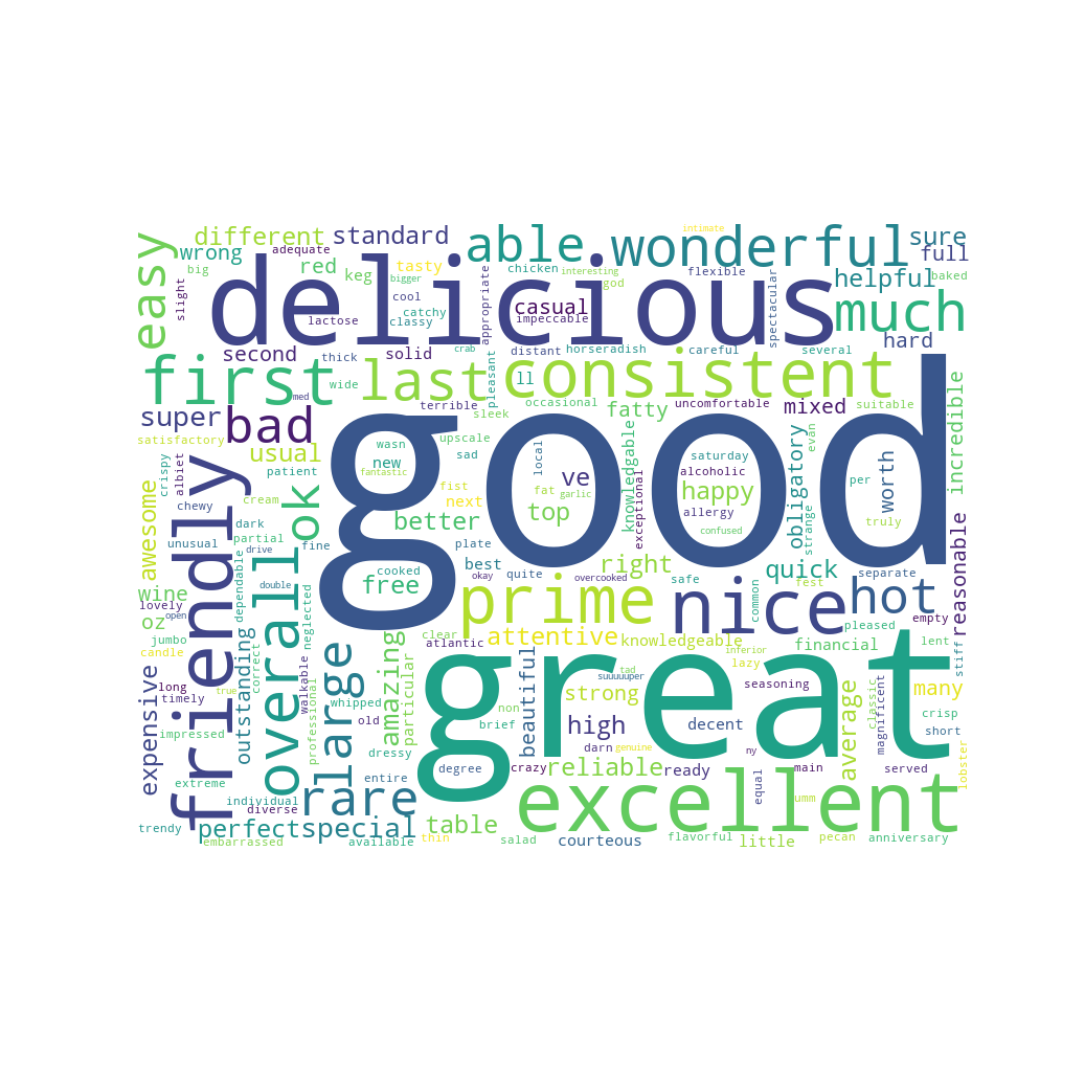 intimate
different
standard
able
wonderful
sure
wrong
adequate
full
easy
big
red
keg
tasty
chicken
interesting
flexible
helpful
baked
bigger
god
slight
delicious
cool
appropriate
casual
spectacular
much
lactose
catchy
classy
impeccable
hard
second
thick
solid
crab
distant
horseradish
careful
several
first
wide
last
pleasant
ll
consistent
med
terrible
occasional
fatty
uncomfortable
mixed
suitable
incredible
super
bad
sleek
satisfactory
usual
wasn
upscale
local
saturday
obligatory
evan
crispy
albiet
patient
new
sad
ve
knowledgable
alcoholic
worth
fantastic
good
happy
per
awesome
chewy
cream
ok
fist
next
fat
garlic
exceptional
allergy
top
better
truly
dark
partial
confused
strange
friendly
unusual
drive
fine
plate
best
right
quick
reasonable
cooked
okay
quite
overcooked
safe
separate
wine
double
free
prime
nice
common
fest
hot
lovely
open
dependable
overall
empty
oz
neglected
pleased
jumbo
clear
attentive
knowledgeable
financial
lent
stiff
candle
atlantic
inferior
lazy
long
true
correct
large
amazing
great
tad
suuuuuper
seasoning
timely
outstanding
walkable
whipped
particular
non
beautiful
strong
many
expensive
professional
old
brief
high
decent
average
classic
magnificent
crisp
impressed
dressy
darn
genuine
ny
short
degree
crazy
reliable
ready
main
served
lobster
extreme
entire
equal
individual
rare
excellent
umm
diverse
trendy
perfect
special
table
embarrassed
available
thin
salad
courteous
flavorful
little
pecan
anniversary